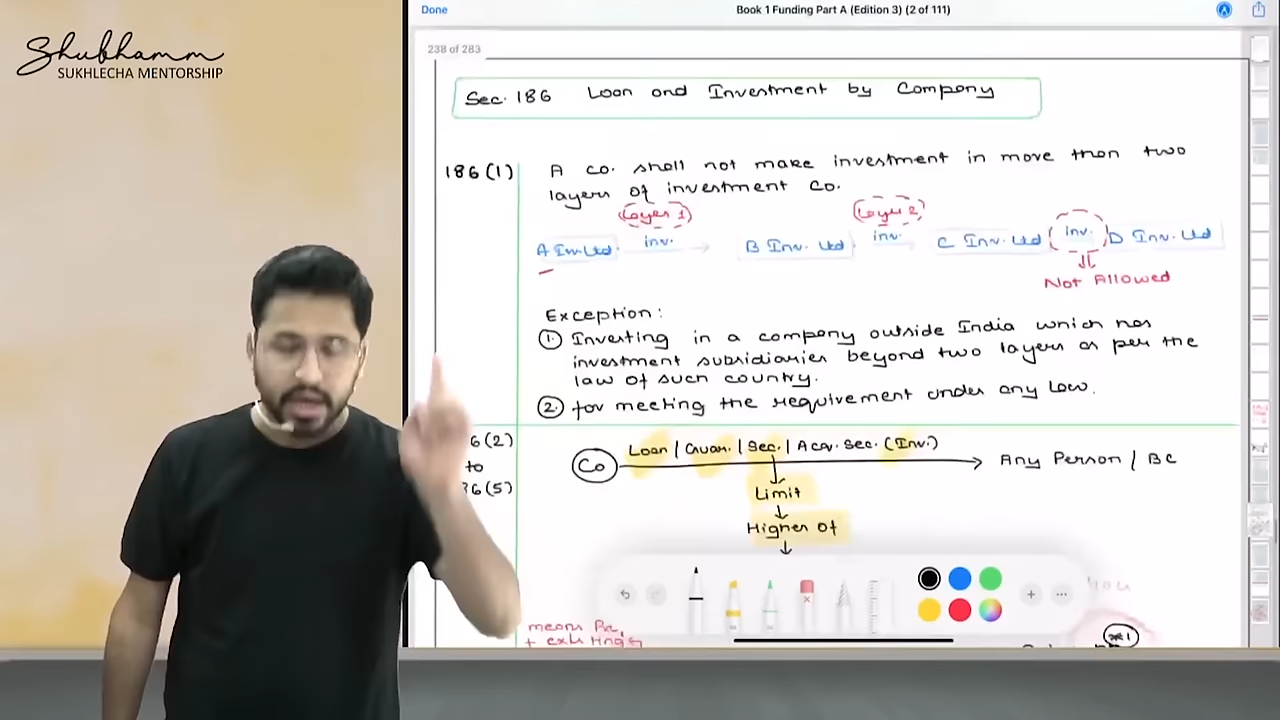 Shubhamm
SUKHLECHA MENTORSHIP
Done
Book 1 Funding Part A (Edition 3) (2 of 111)
238 of 283
Sec. 186 Loan and Investment by Company
186(1) A co. shall not make investment in more than two
layers of investment co.
Layer 1 Layer 2
A Inv. Ltd. inv. B Inv. Ltd inv. C Inv. Ltd Inv. D Inv. Ltd
Not Allowed
Exception:
1. Investing in a company outside India which has
investment subsidiaries beyond two layers as per the
law of such country.
2. for meeting the requirement under any law.
6(2)
to
36(5)
Co Loan | Guar. | Sec. | Acq. Sec. (Inv.) Any Person / BC
Limit
Higher of
you
*1